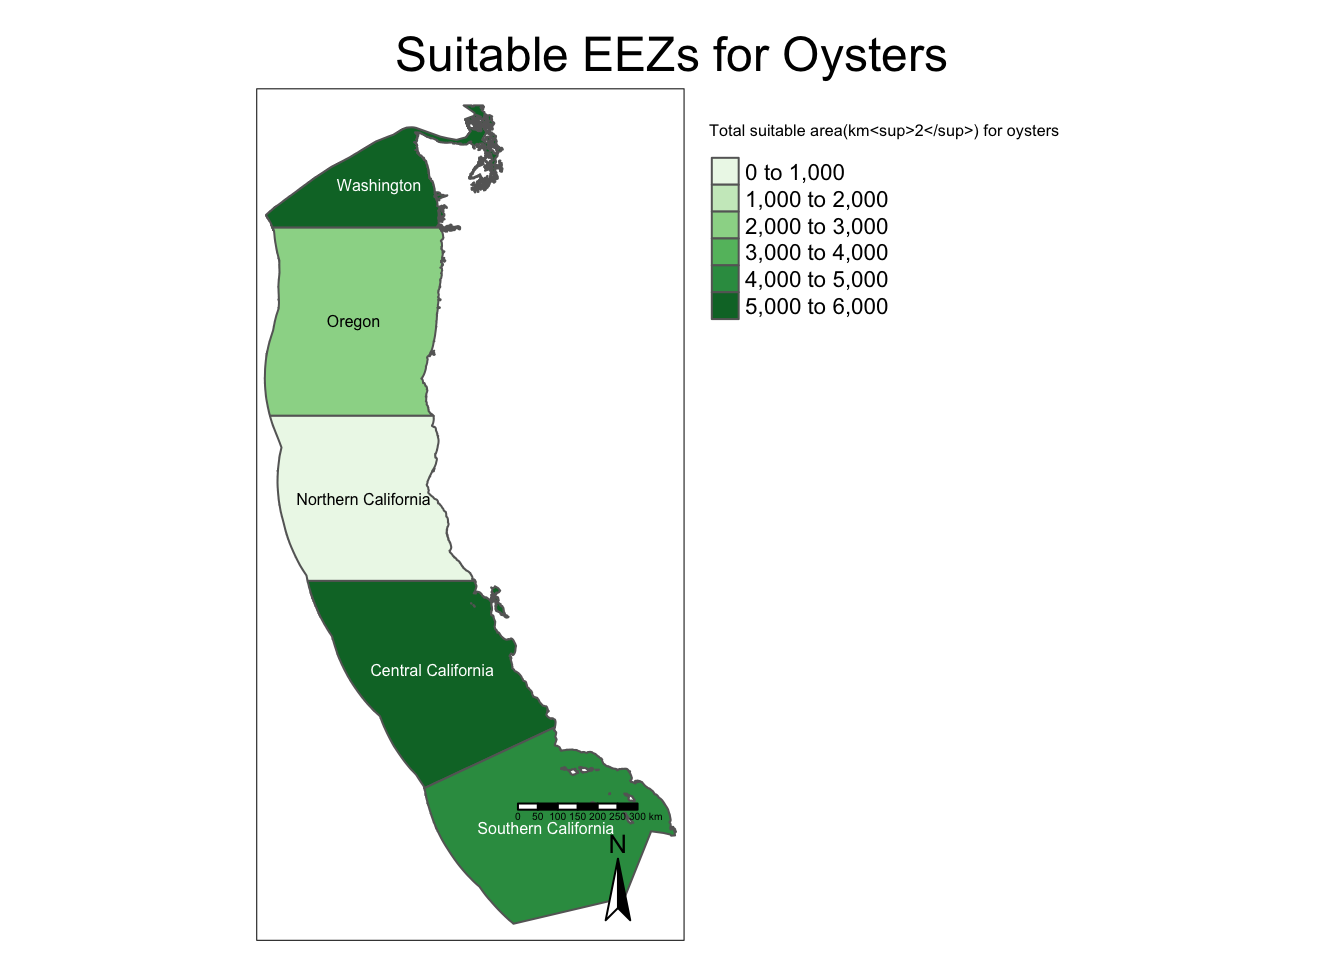 Suitable EEZs for Oysters
Total suitable area(km<sup>2</sup>) for oysters
0 to 1,000
1,000 to 2,000
2,000 to 3,000
3,000 to 4,000
4,000 to 5,000
5,000 to 6,000
Washington
Oregon
Northern California
Central California
0 50 100 150 200 250 300 km
Southern California
N